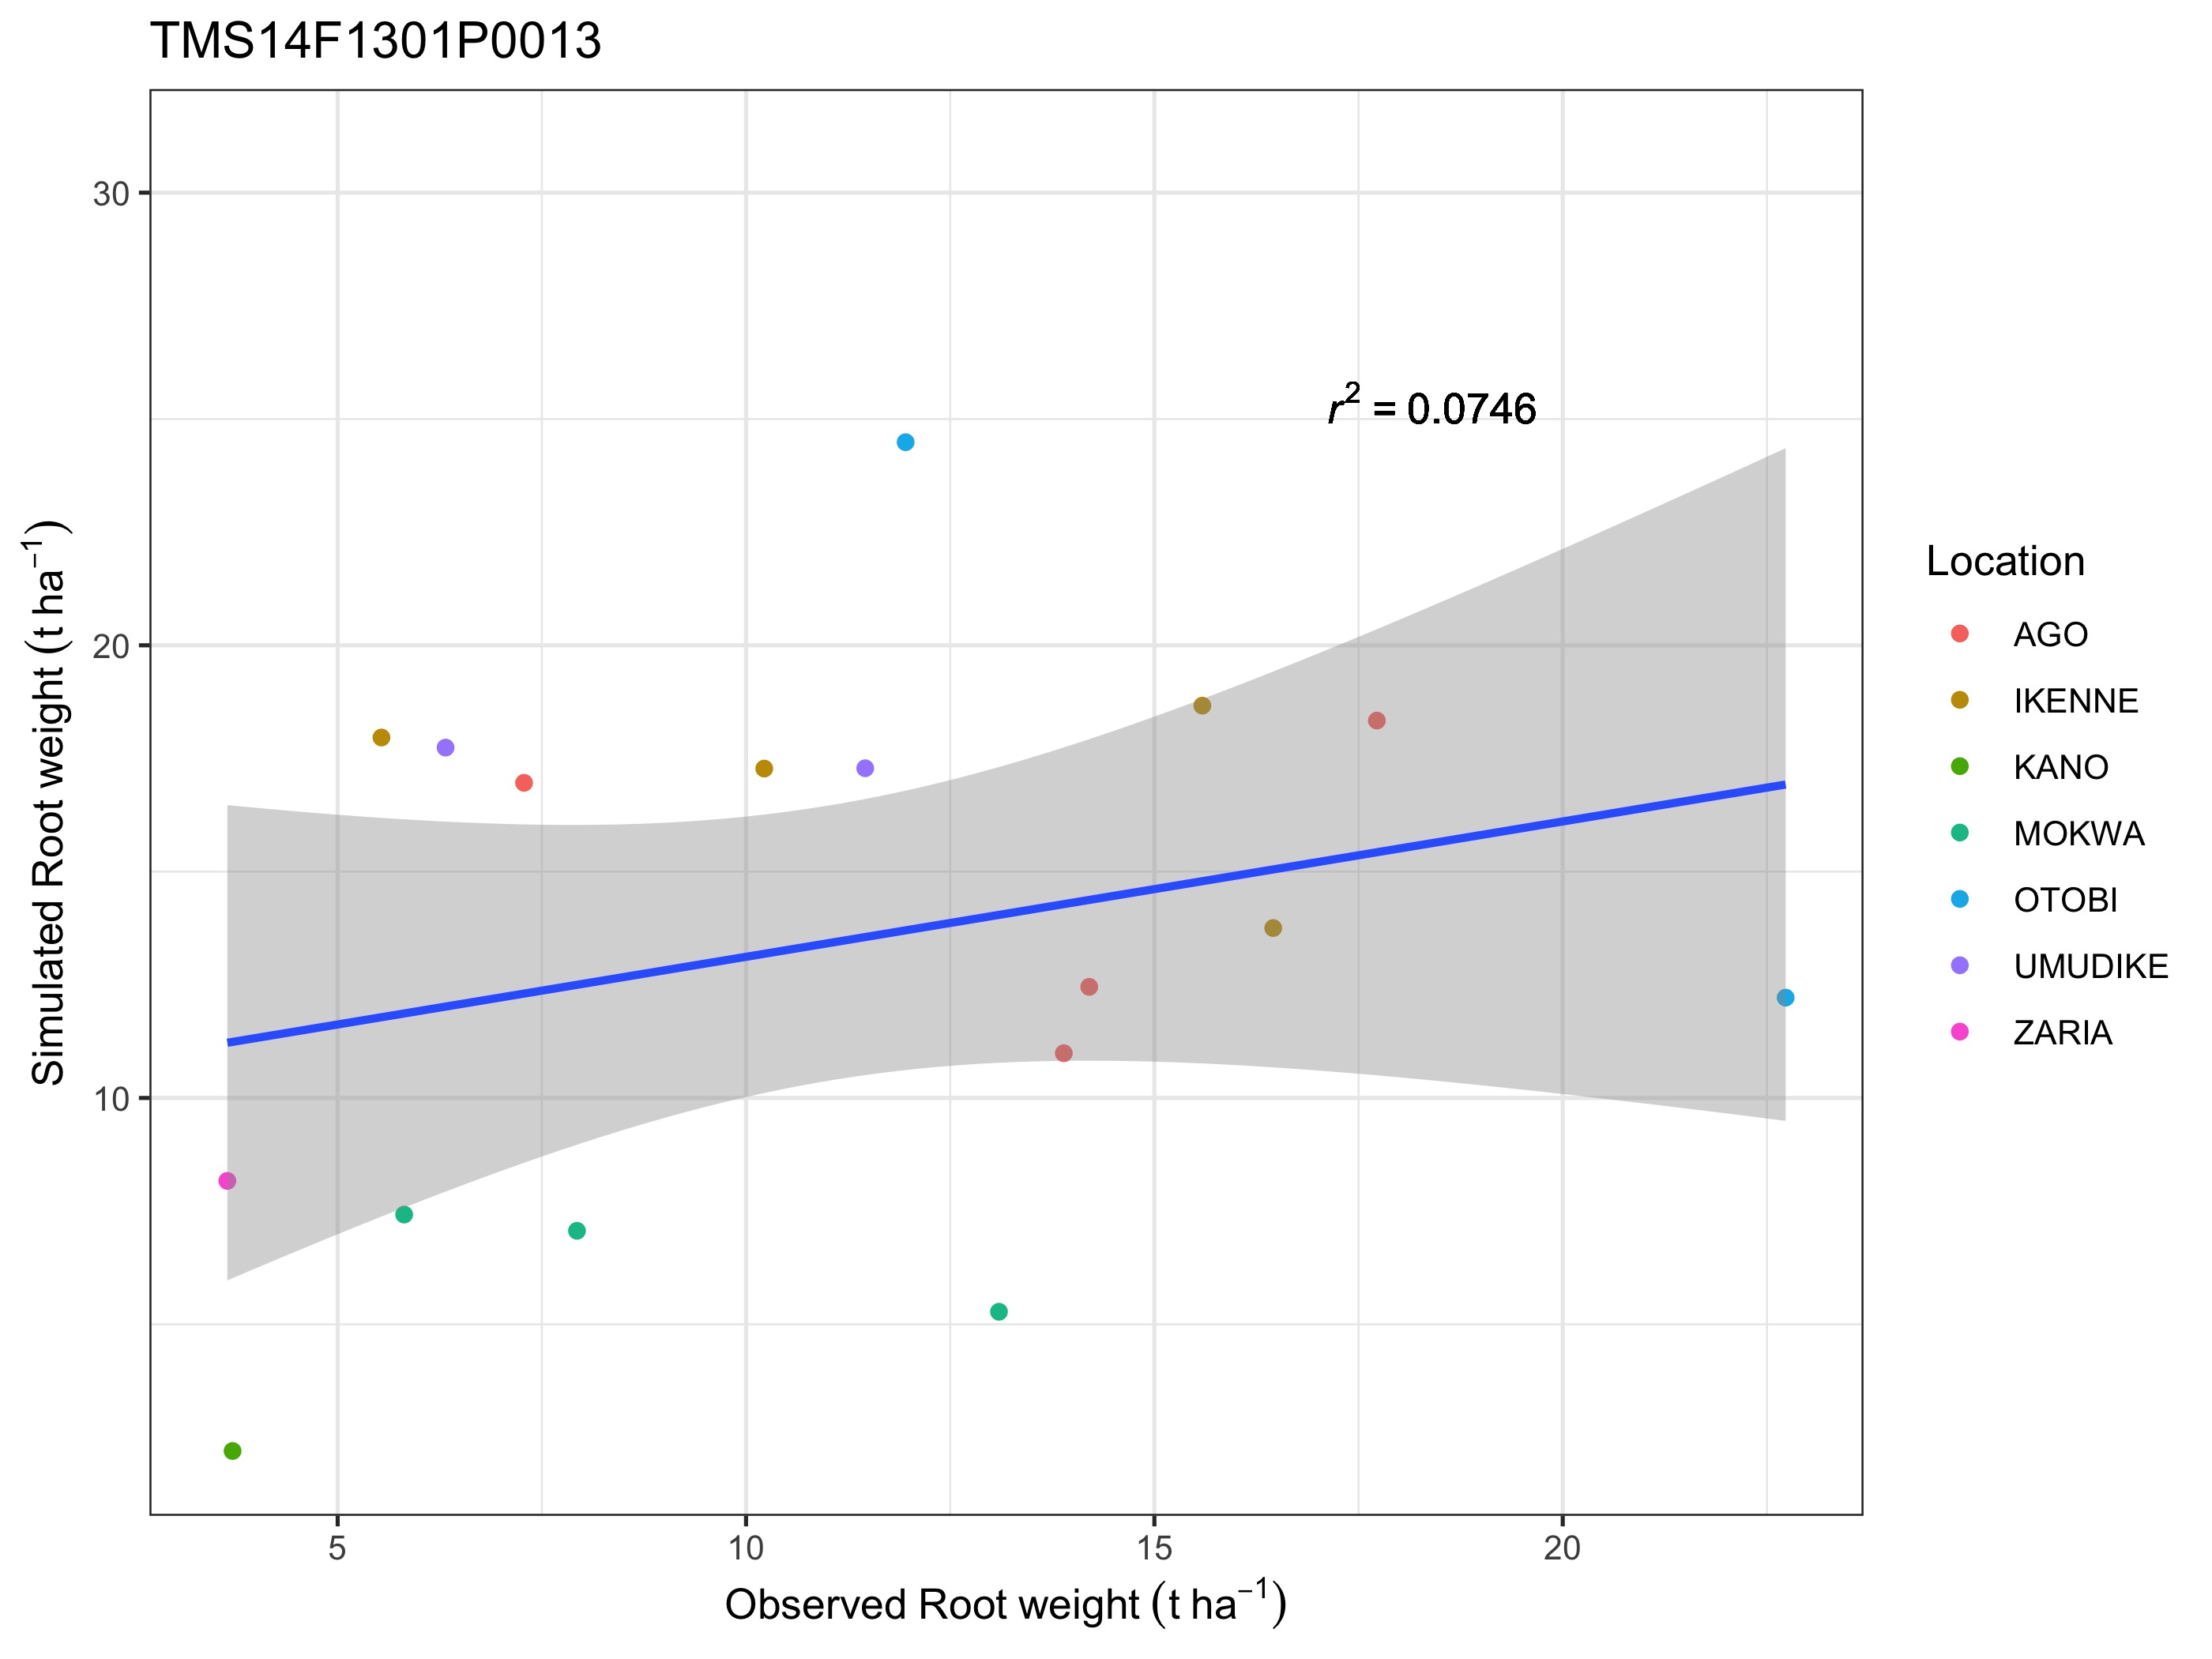 TMS14F1301P0013
30
20
10
Simulated Root weight (t ha⁻¹)
r² = 0.0746
5
10
15
20
Observed Root weight (t ha⁻¹)
Location
AGO
IKENNE
KANO
MOKWA
OTOBI
UMUDIKE
ZARIA